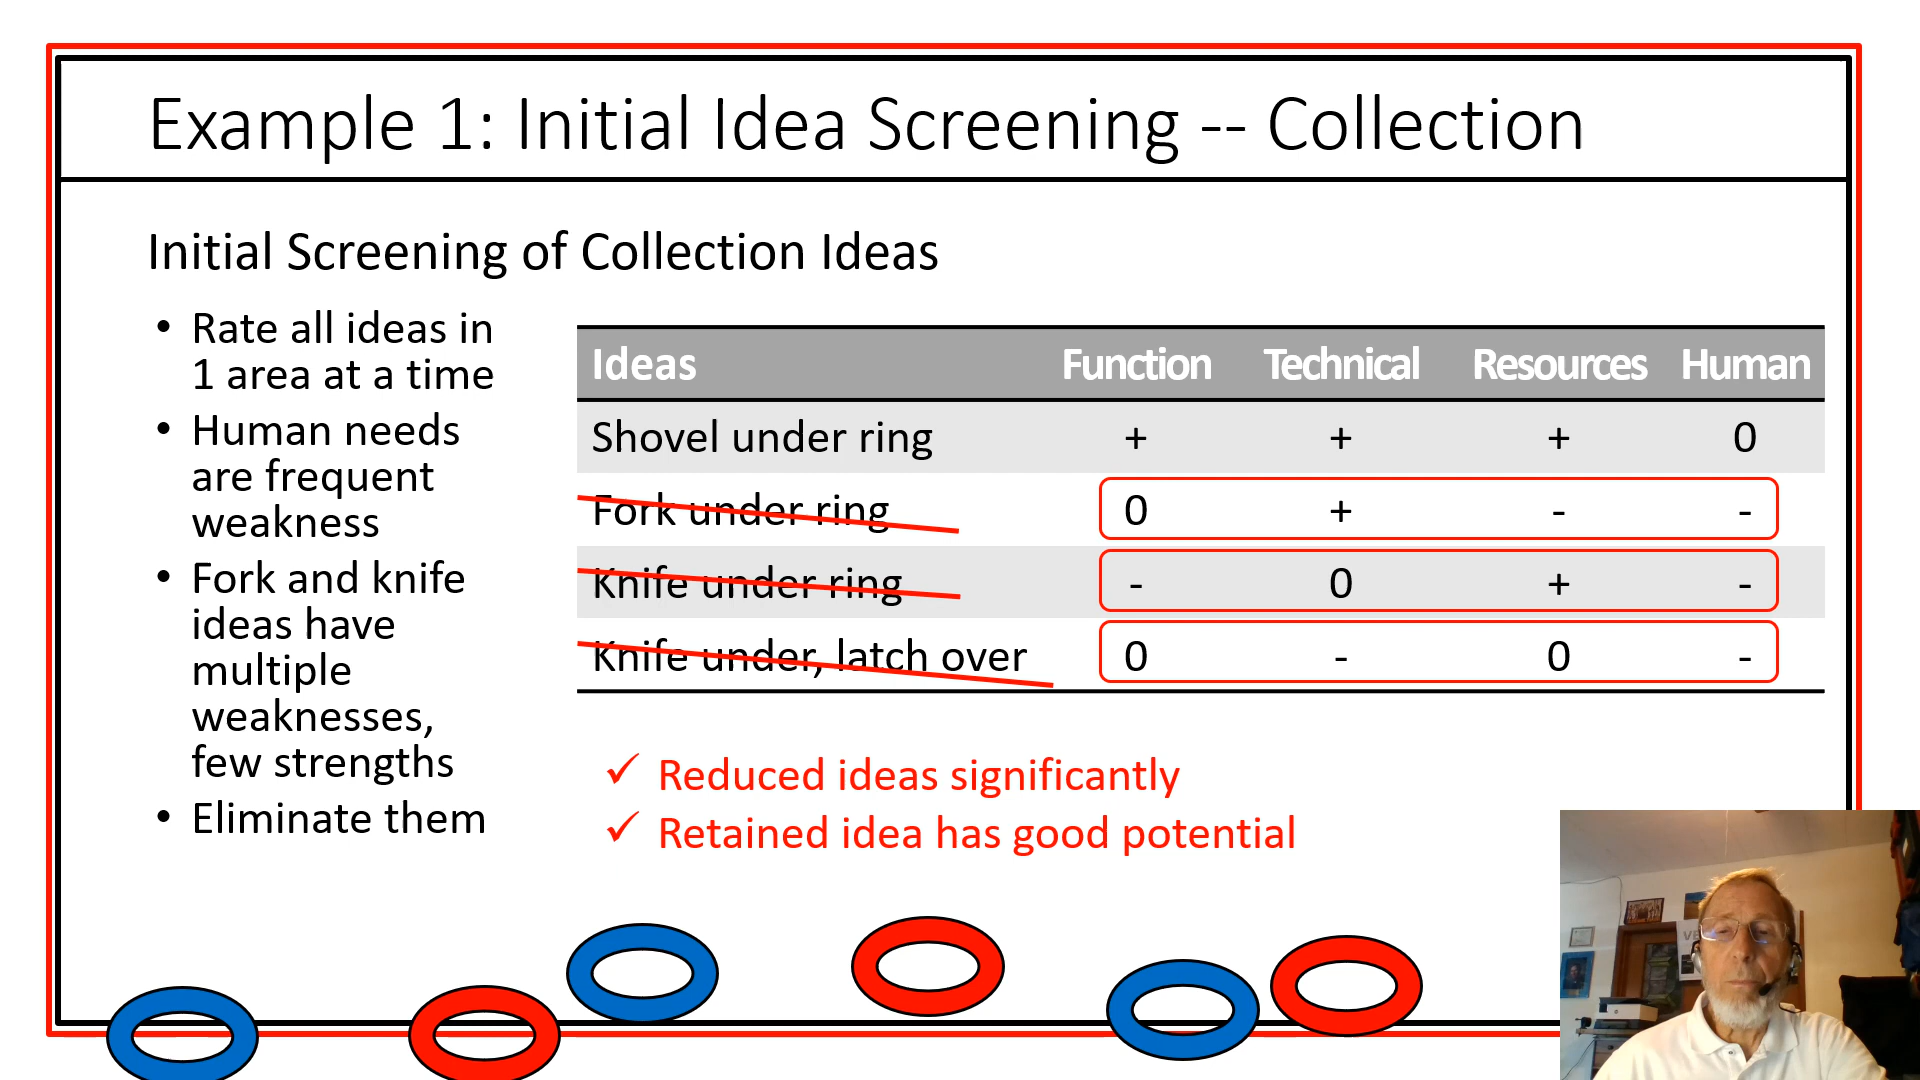 Example 1: Initial Idea Screening -- Collection
Initial Screening of Collection Ideas
• Rate all ideas in
1 area at a time
• Human needs
are frequent
weakness
• Fork and knife
ideas have
multiple
weaknesses,
few strengths
• Eliminate them
Ideas Function Technical Resources Human
Shovel under ring + + + 0
Fork under ring 0 + - -
Knife under ring - 0 + -
Knife under, latch over 0 - 0 -
✓ Reduced ideas significantly
✓ Retained idea has good potential